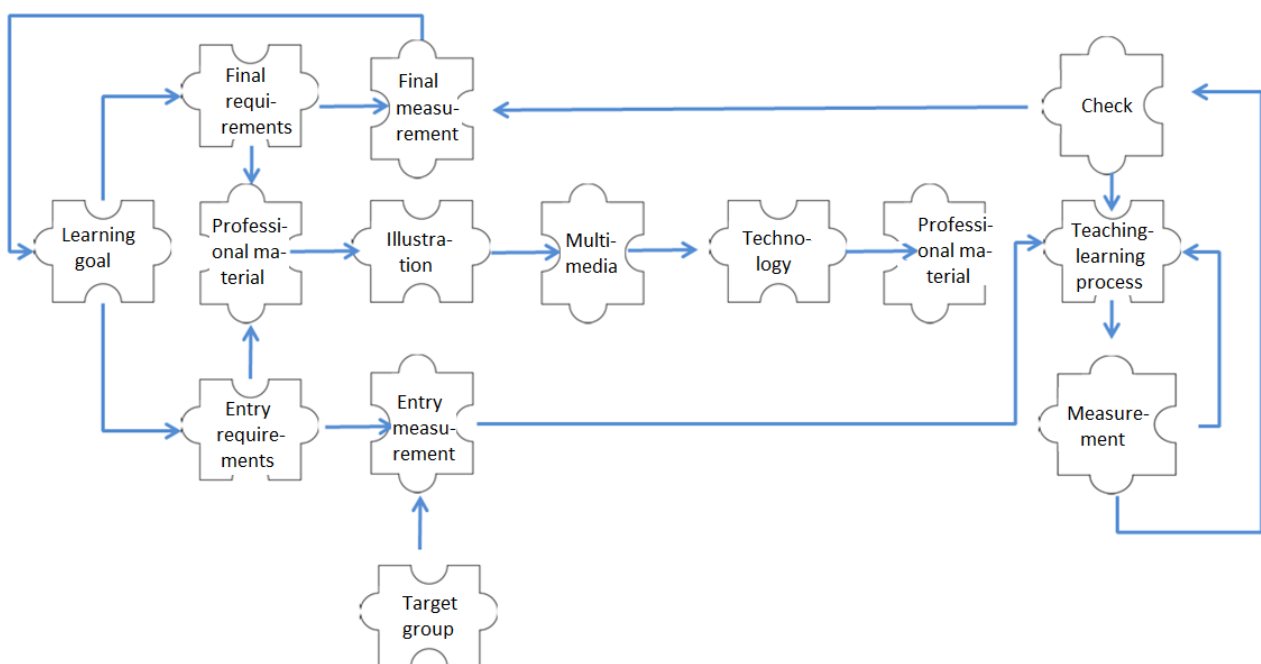 Final
requi-
rements
Final
measu-
rement
Check
Learning
goal
Professi-
onal ma-
terial
Illustra-
tion
Multi-
media
Techno-
logy
Professi-
onal ma-
terial
Teaching-
learning
process
Entry
require-
ments
Entry
measu-
rement
Measure-
ment
Target
group